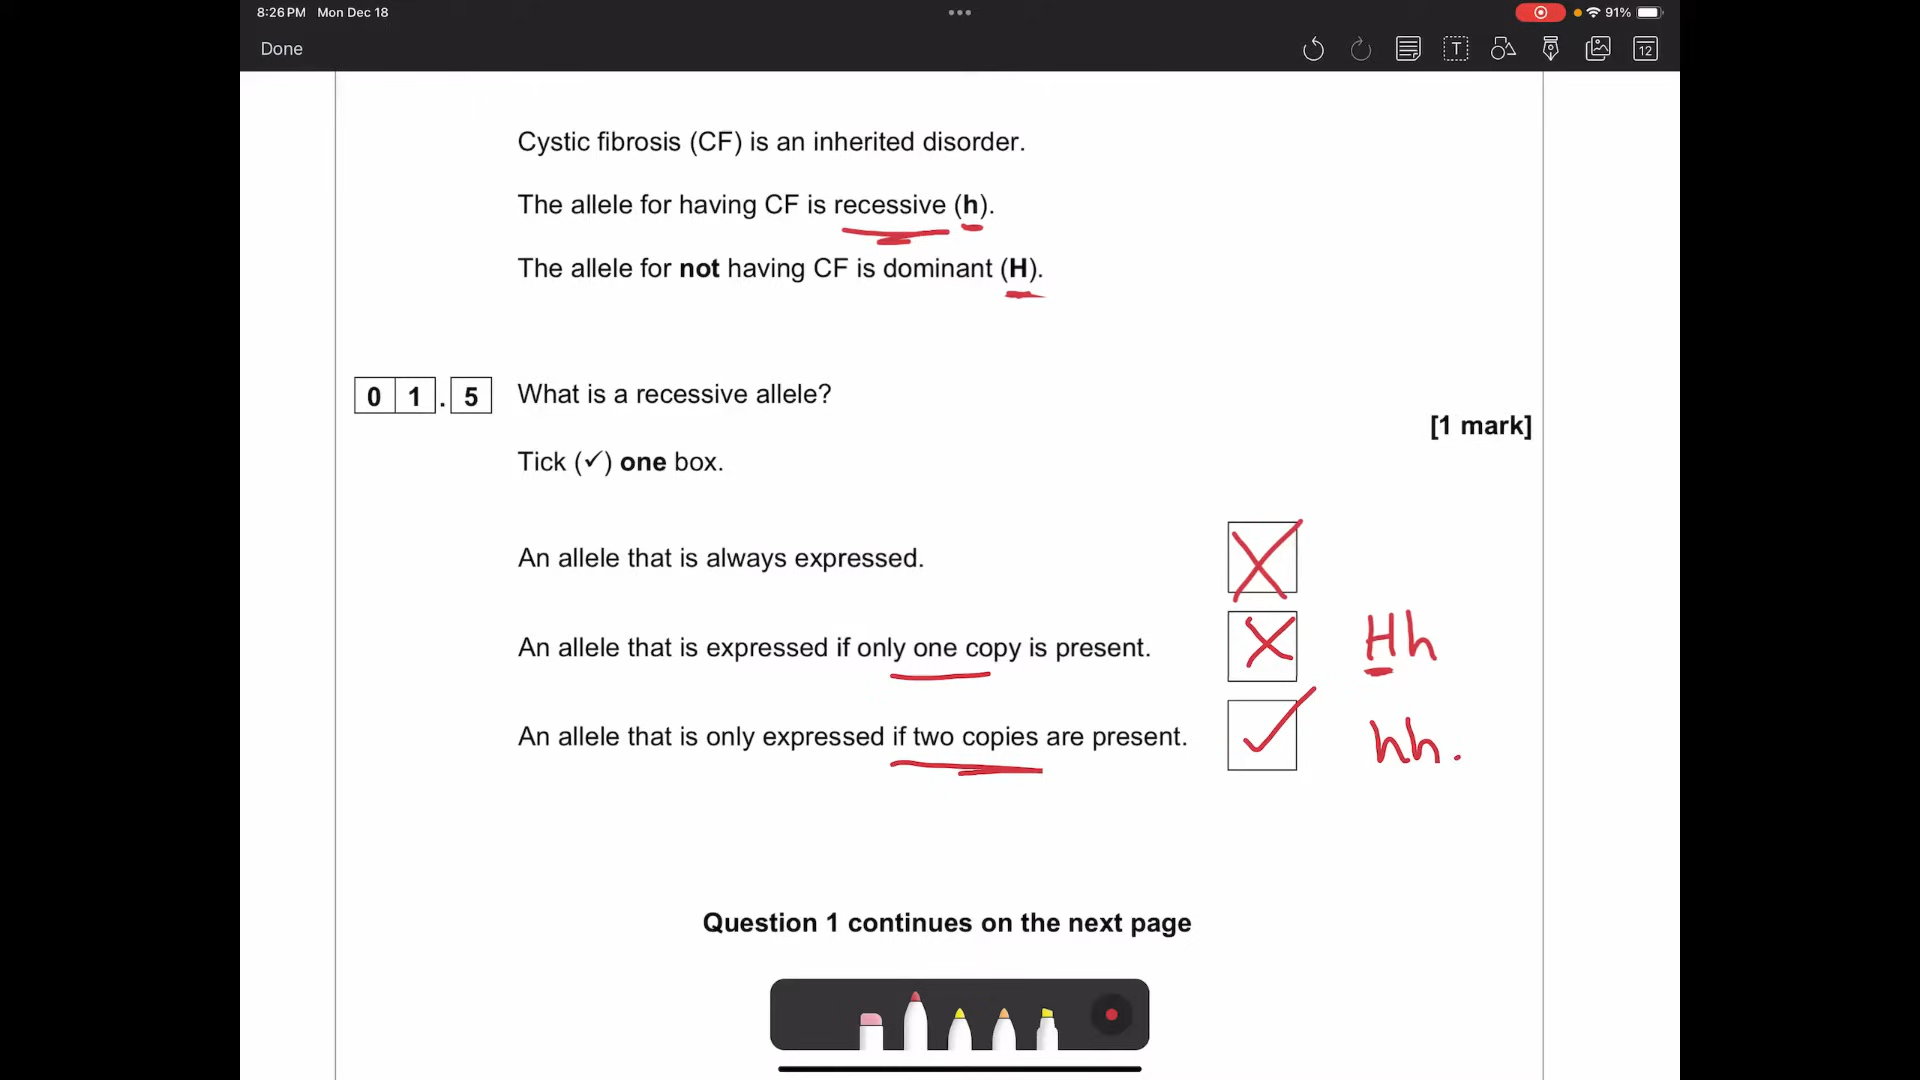 8:26 PM Mon Dec 18
91%
Done
T
12
Cystic fibrosis (CF) is an inherited disorder.
The allele for having CF is recessive (h).
The allele for not having CF is dominant (H).
0 1 . 5 What is a recessive allele?
[1 mark]
Tick (✓) one box.
An allele that is always expressed.
An allele that is expressed if only one copy is present. Hh
An allele that is only expressed if two copies are present. hh.
Question 1 continues on the next page